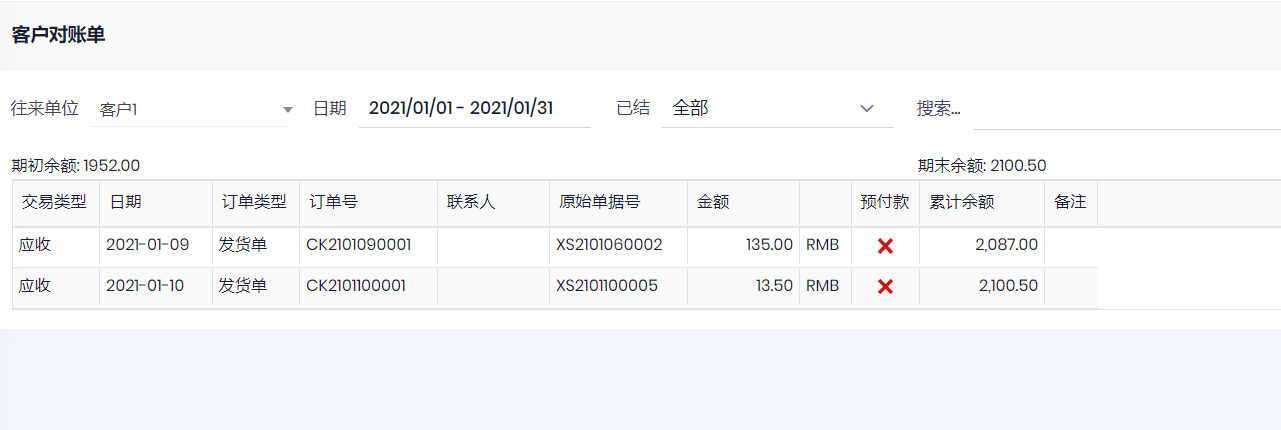 客户对账单
往来单位 客户1 日期 2021/01/01 - 2021/01/31 已结 全部 搜索...
期初余额: 1952.00 期末余额: 2100.50
交易类型 日期 订单类型 订单号 联系人 原始单据号 金额 预付款 累计余额 备注
应收 2021-01-09 发货单 CK2101090001 XS2101060002 135.00 RMB 2,087.00
应收 2021-01-10 发货单 CK2101100001 XS2101100005 13.50 RMB 2,100.50